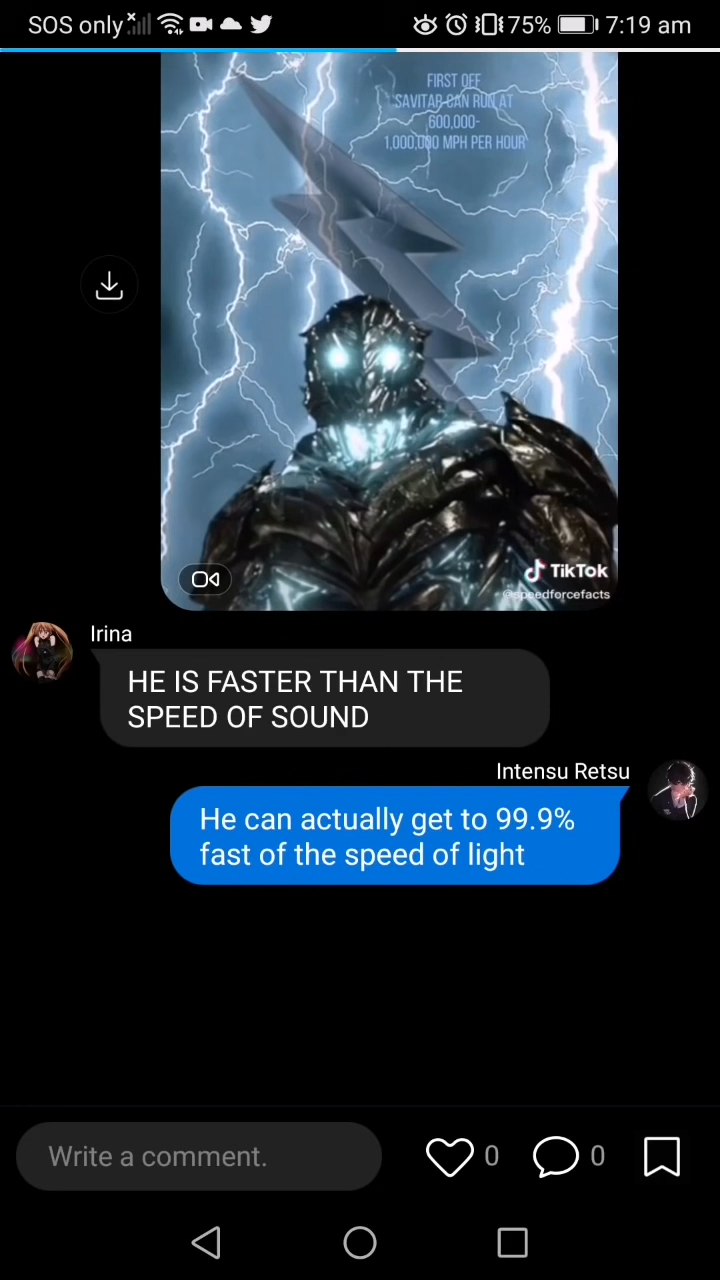 SOS only
75%
7:19 am
FIRST OFF
SAVITAR CAN RUN AT
600,000-
1,000,000 MPH PER HOUR
TikTok
@speedforcefacts
Irina
HE IS FASTER THAN THE
SPEED OF SOUND
Intensu Retsu
He can actually get to 99.9%
fast of the speed of light
Write a comment.
0
0